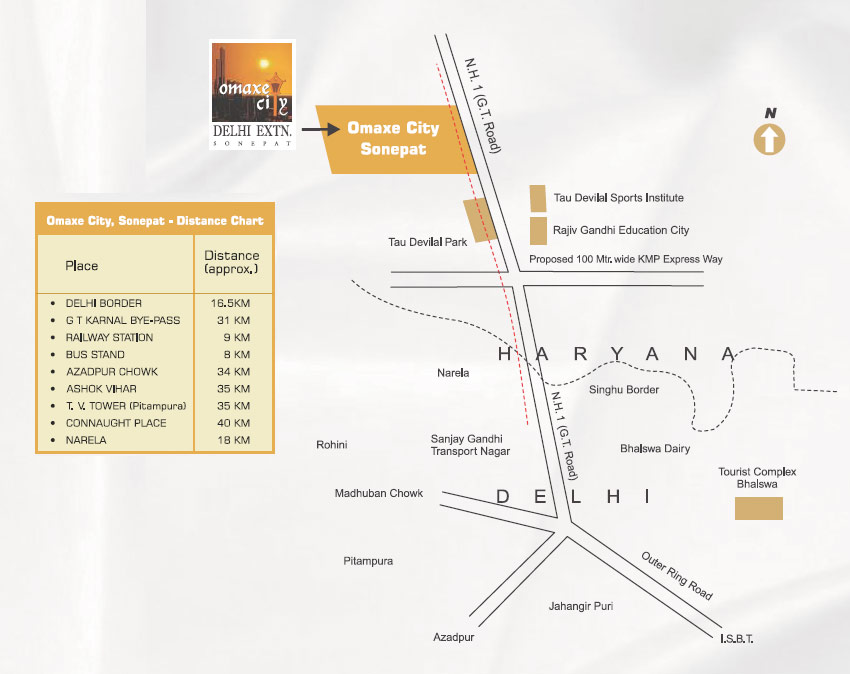 omaxe
city
DELHI EXTN.
SONEPAT
Omaxe City
Sonepat
N.H. 1 (G.T. Road)
N
Tau Devilal Sports Institute
Rajiv Gandhi Education City
Tau Devilal Park
Proposed 100 Mtr. wide KMP Express Way
Omaxe City, Sonepat - Distance Chart
Place Distance
(approx.)
• DELHI BORDER 16.5KM
• G T KARNAL BYE-PASS 31 KM
• RAILWAY STATION 9 KM
• BUS STAND 8 KM
• AZADPUR CHOWK 34 KM
• ASHOK VIHAR 35 KM
• T. V. TOWER (Pitampura) 35 KM
• CONNAUGHT PLACE 40 KM
• NARELA 18 KM
HARYANA
Narela
Singhu Border
N.H. 1 (G.T. Road)
Rohini
Sanjay Gandhi
Transport Nagar
Bhalswa Dairy
Tourist Complex
Bhalswa
Madhuban Chowk
DELHI
Pitampura
Outer Ring Road
Jahangir Puri
Azadpur
I.S.B.T.